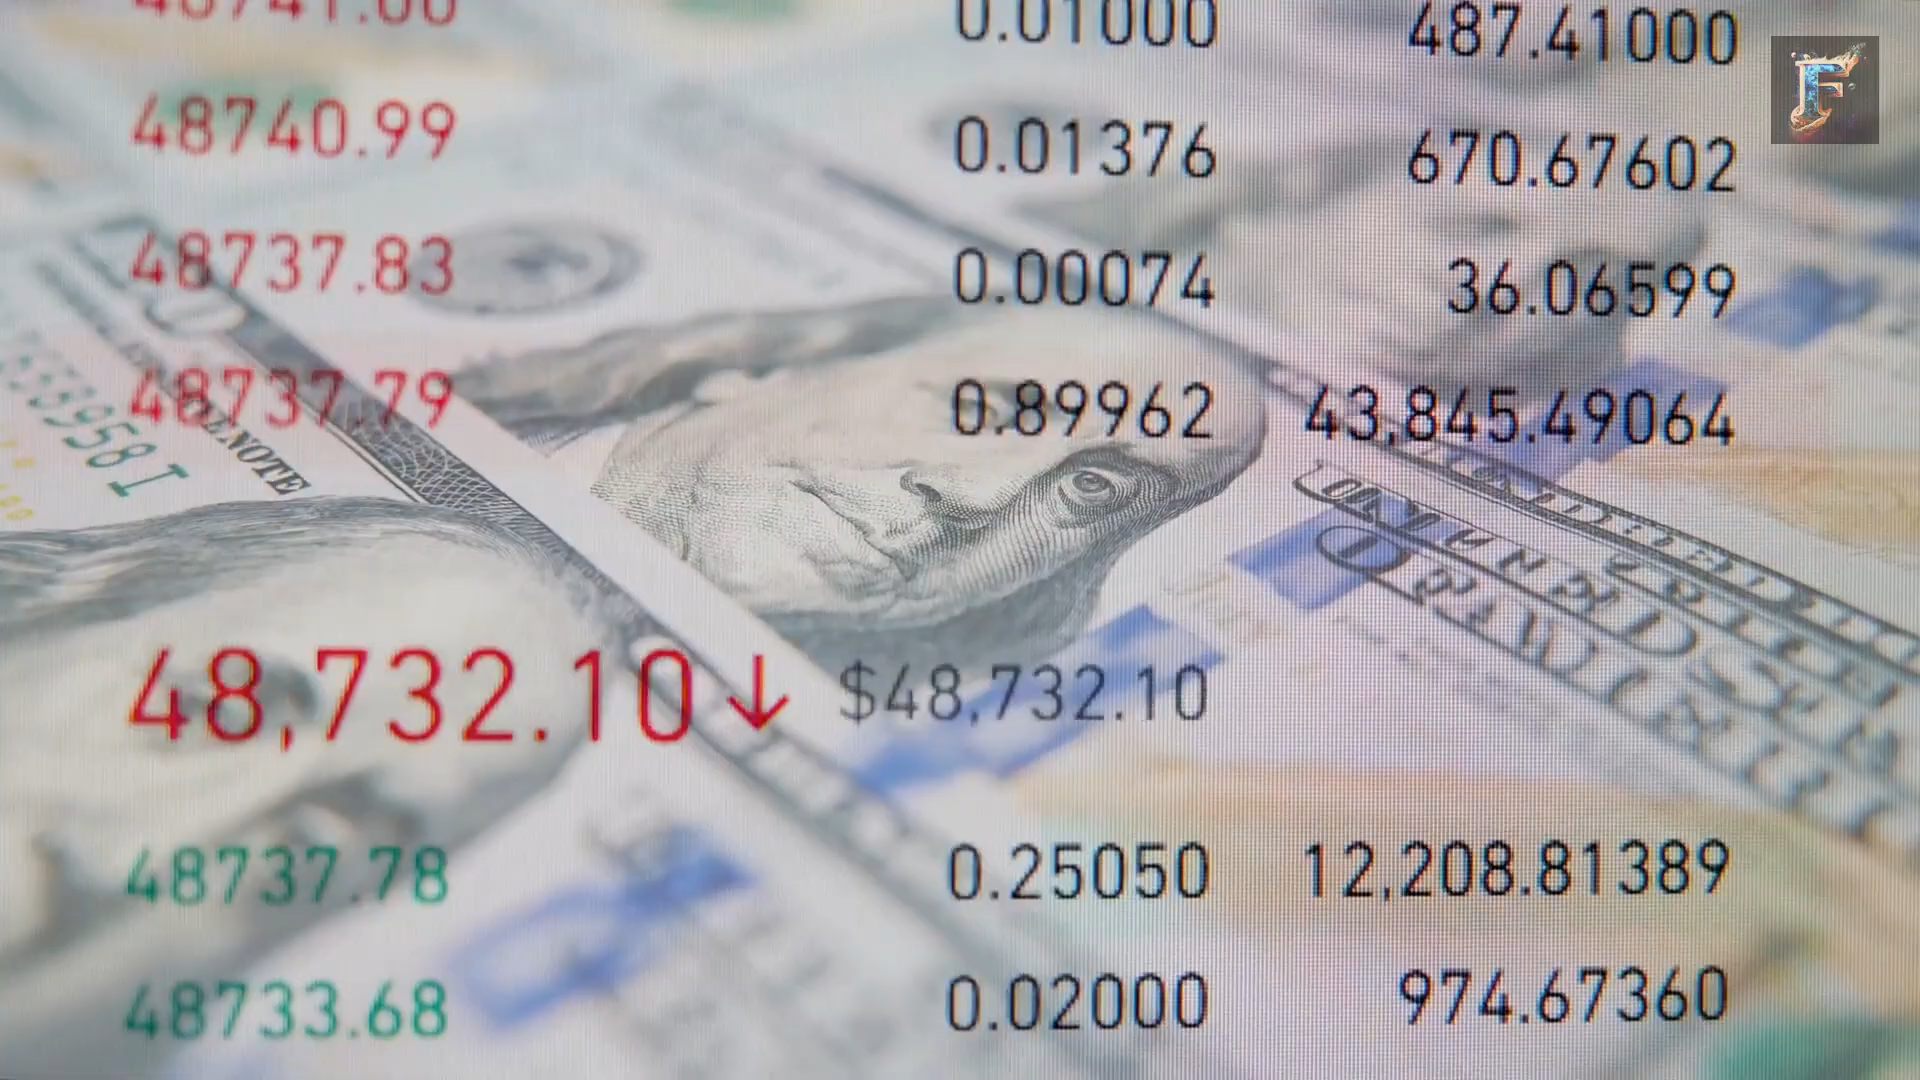 48741.00 0.01000 487.41000
48740.99 0.01376 670.67602
48737.83 0.00074 36.06599
48737.79 0.89962 43,845.49064
48,732.10↓ $48,732.10
48737.78 0.25050 12,208.81389
48733.68 0.02000 974.67360
F